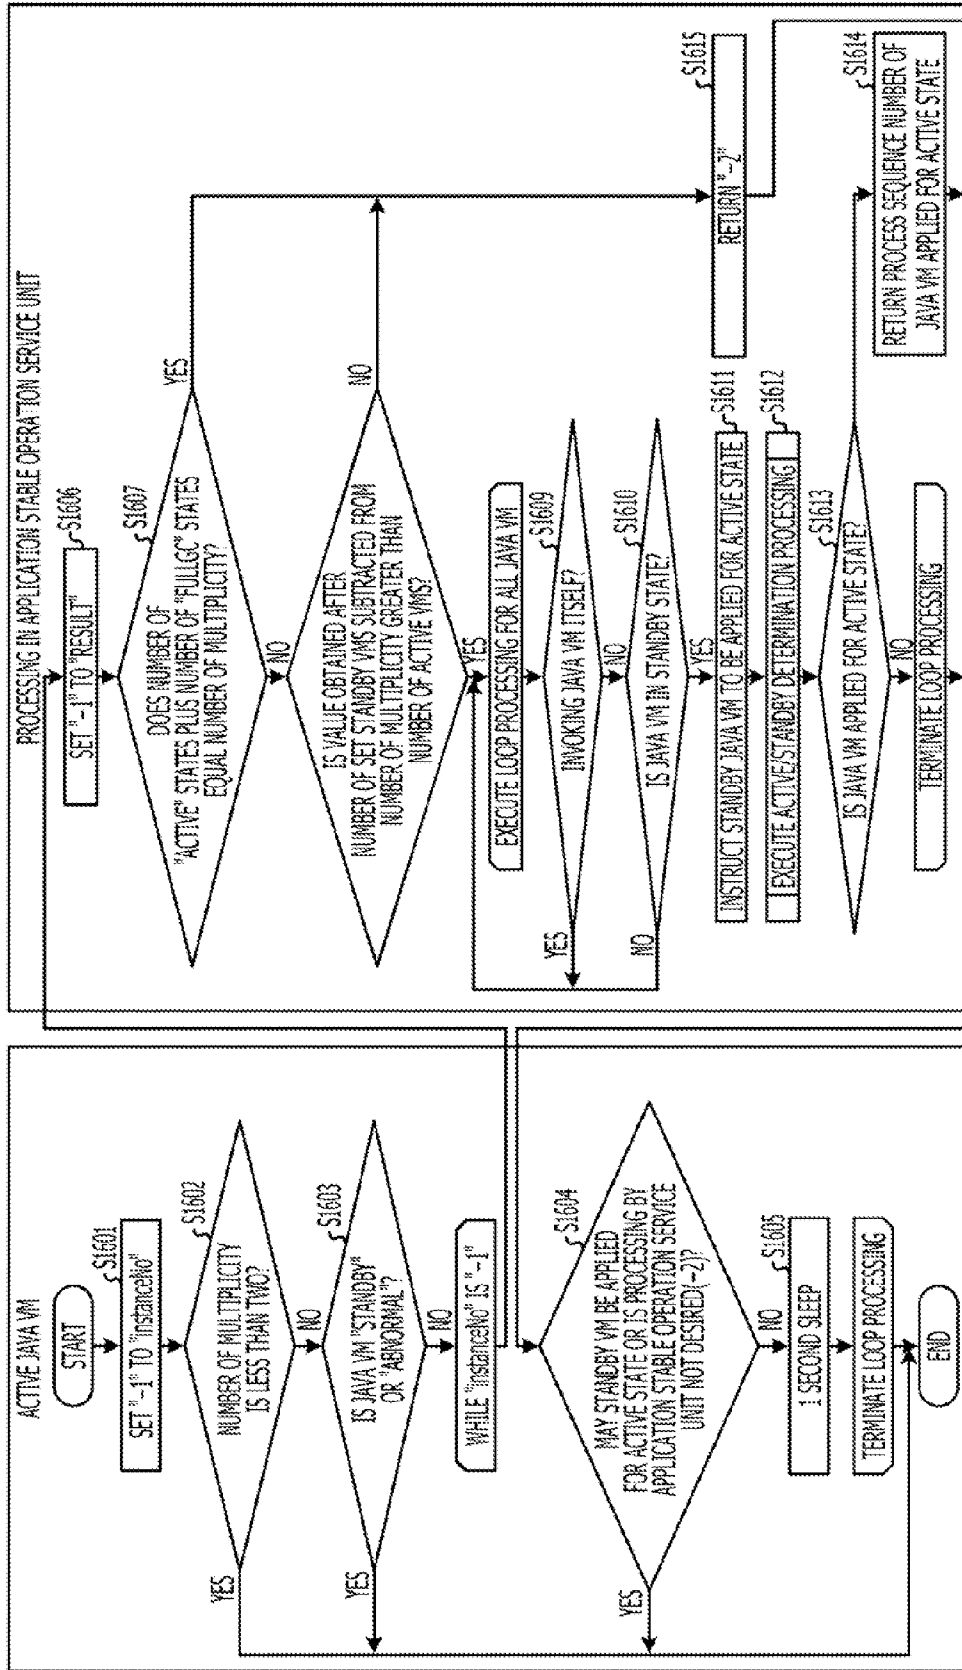 ACTIVE JAVA VM
START
S1601
SET "-1" TO "instanceNo"
S1602
NUMBER OF MULTIPLICITY
IS LESS THAN TWO?
YES
NO
S1603
IS JAVA VM "STANDBY"
OR "ABNORMAL"?
YES
NO
WHILE "instanceNo" IS "-1"
S1604
MAY STANDBY VM BE APPLIED
FOR ACTIVE STATE OR IS PROCESSING BY
APPLICATION STABLE OPERATION SERVICE
UNIT NOT DESIRED(-2)?
YES
NO
S1605
1 SECOND SLEEP
TERMINATE LOOP PROCESSING
END
PROCESSING IN APPLICATION STABLE OPERATION SERVICE UNIT
S1606
SET "-1" TO "RESULT"
S1607
DOES NUMBER OF
"ACTIVE" STATES PLUS NUMBER OF "FULLGC" STATES
EQUAL NUMBER OF MULTIPLICITY?
YES
NO
IS VALUE OBTAINED AFTER
NUMBER OF SET STANDBY VMS SUBTRACTED FROM
NUMBER OF MULTIPLICITY GREATER THAN
NUMBER OF ACTIVE VMS?
NO
YES
EXECUTE LOOP PROCESSING FOR ALL JAVA VM
S1609
INVOKING JAVA VM ITSELF?
YES
NO
S1610
IS JAVA VM IN STANDBY STATE?
NO
YES
S1611
INSTRUCT STANDBY JAVA VM TO BE APPLIED FOR ACTIVE STATE
S1612
EXECUTE ACTIVE/STANDBY DETERMINATION PROCESSING
S1613
IS JAVA VM APPLIED FOR ACTIVE STATE?
NO
TERMINATE LOOP PROCESSING
S1615
RETURN "-2"
S1614
RETURN PROCESS SEQUENCE NUMBER OF
JAVA VM APPLIED FOR ACTIVE STATE